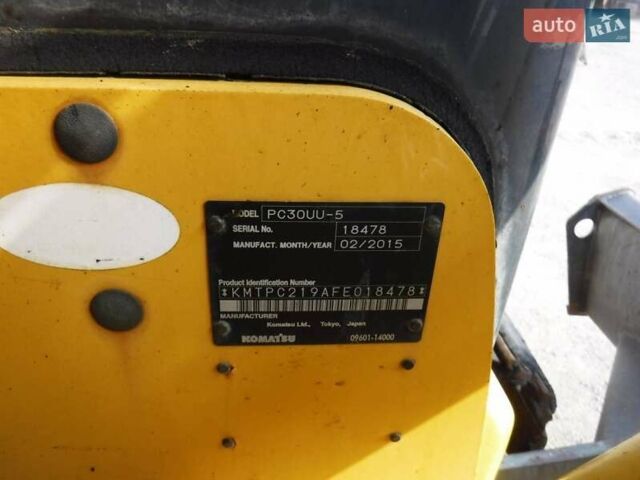 auto RIA.com
MODEL PC30UU-5
SERIAL No. 18478
MANUFACT. MONTH/YEAR 02/2015
Product Identification Number
*KMTPC219AFE018478*
MANUFACTURER
Komatsu Ltd., Tokyo, Japan
KOMATSU 09601-14000